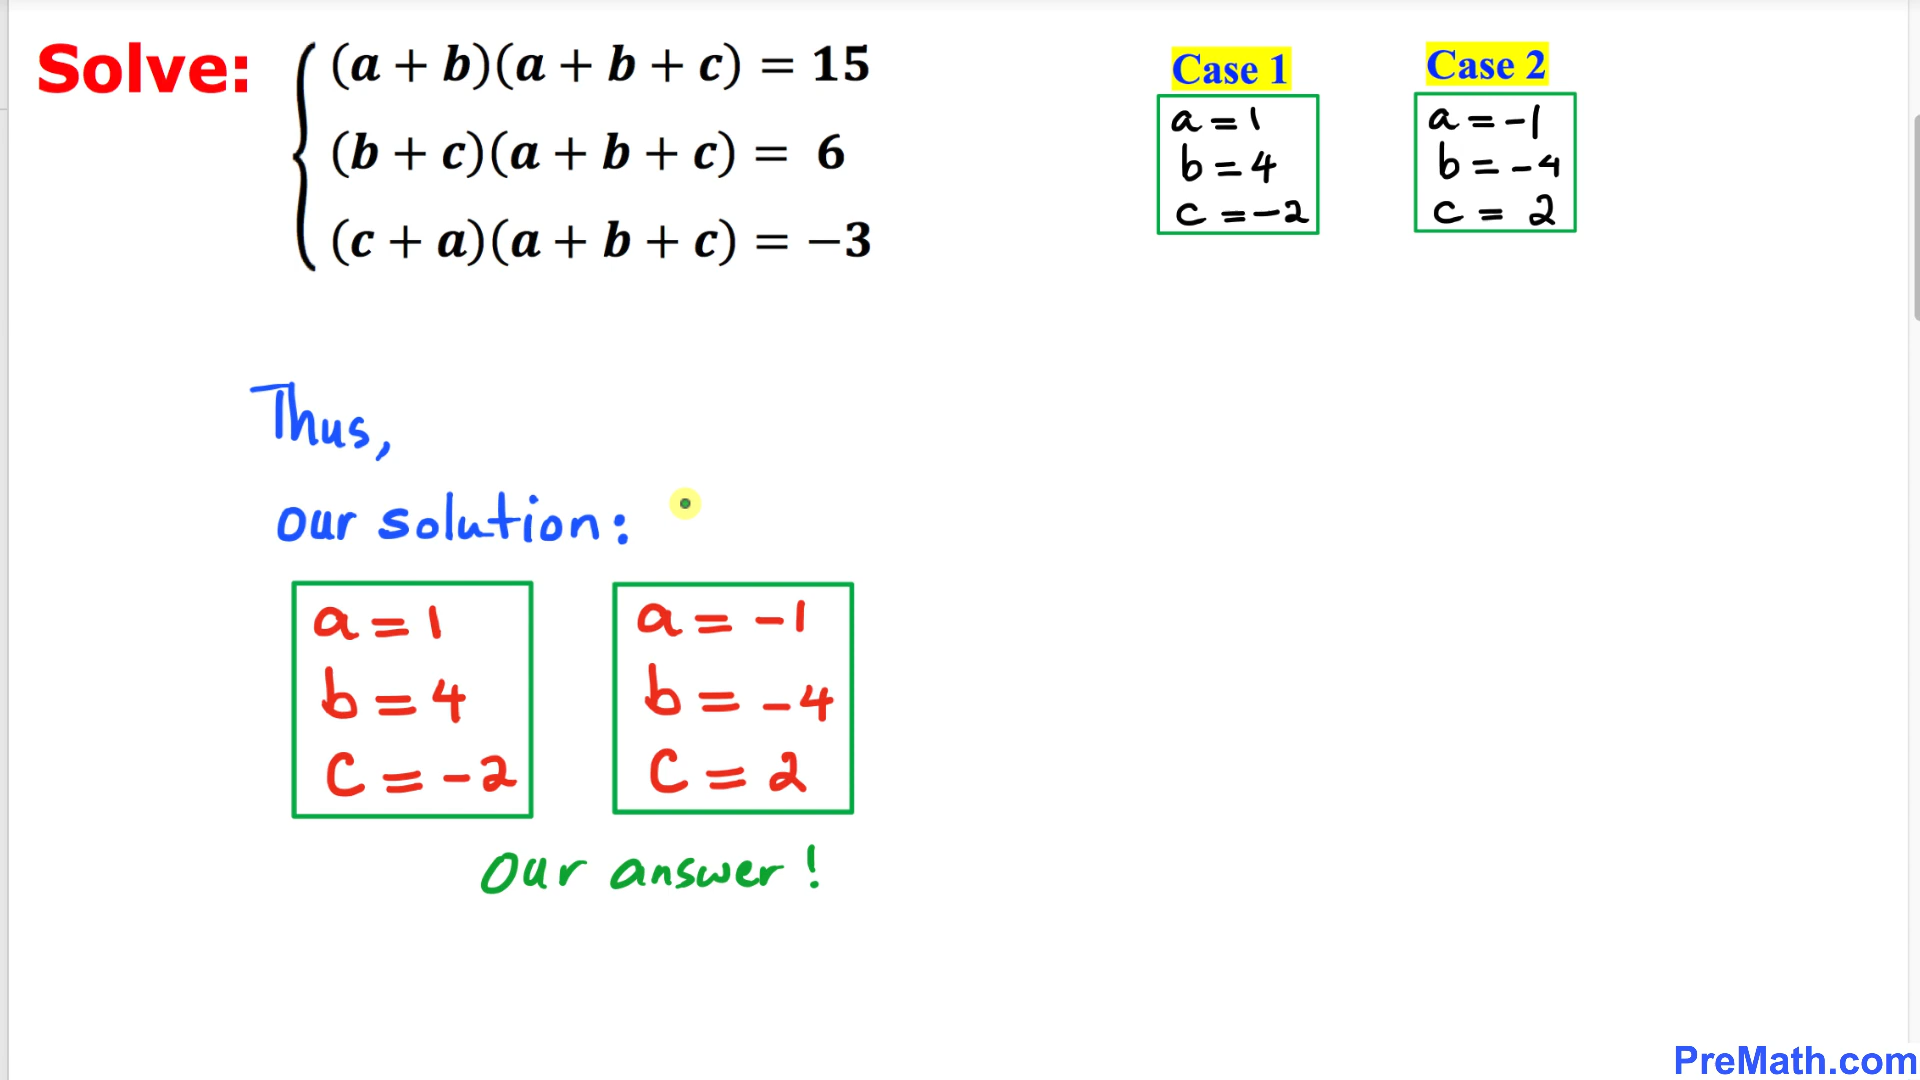 Solve:
(a + b)(a + b + c) = 15
(b + c)(a + b + c) = 6
(c + a)(a + b + c) = −3
Case 1
a = 1
b = 4
c = -2
Case 2
a = -1
b = -4
c = 2
Thus,
our solution:
a = 1
b = 4
c = -2
a = -1
b = -4
c = 2
our answer!
PreMath.com